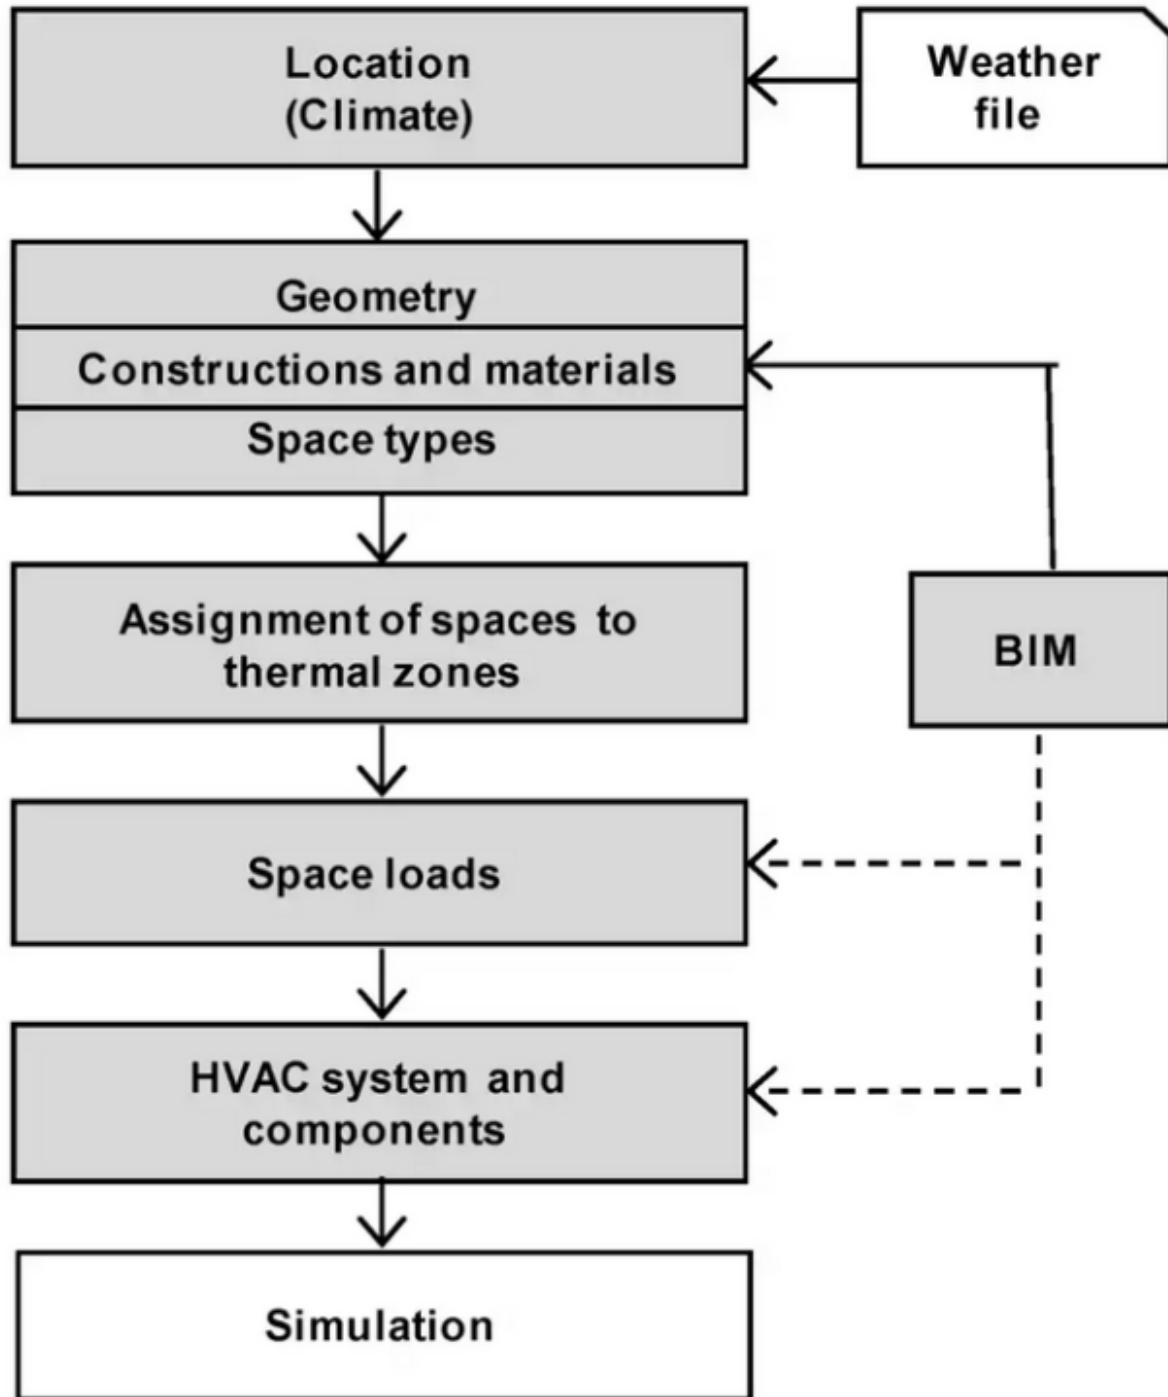 Location
(Climate)
Weather
file
Geometry
Constructions and materials
Space types
Assignment of spaces to
thermal zones
BIM
Space loads
HVAC system and
components
Simulation